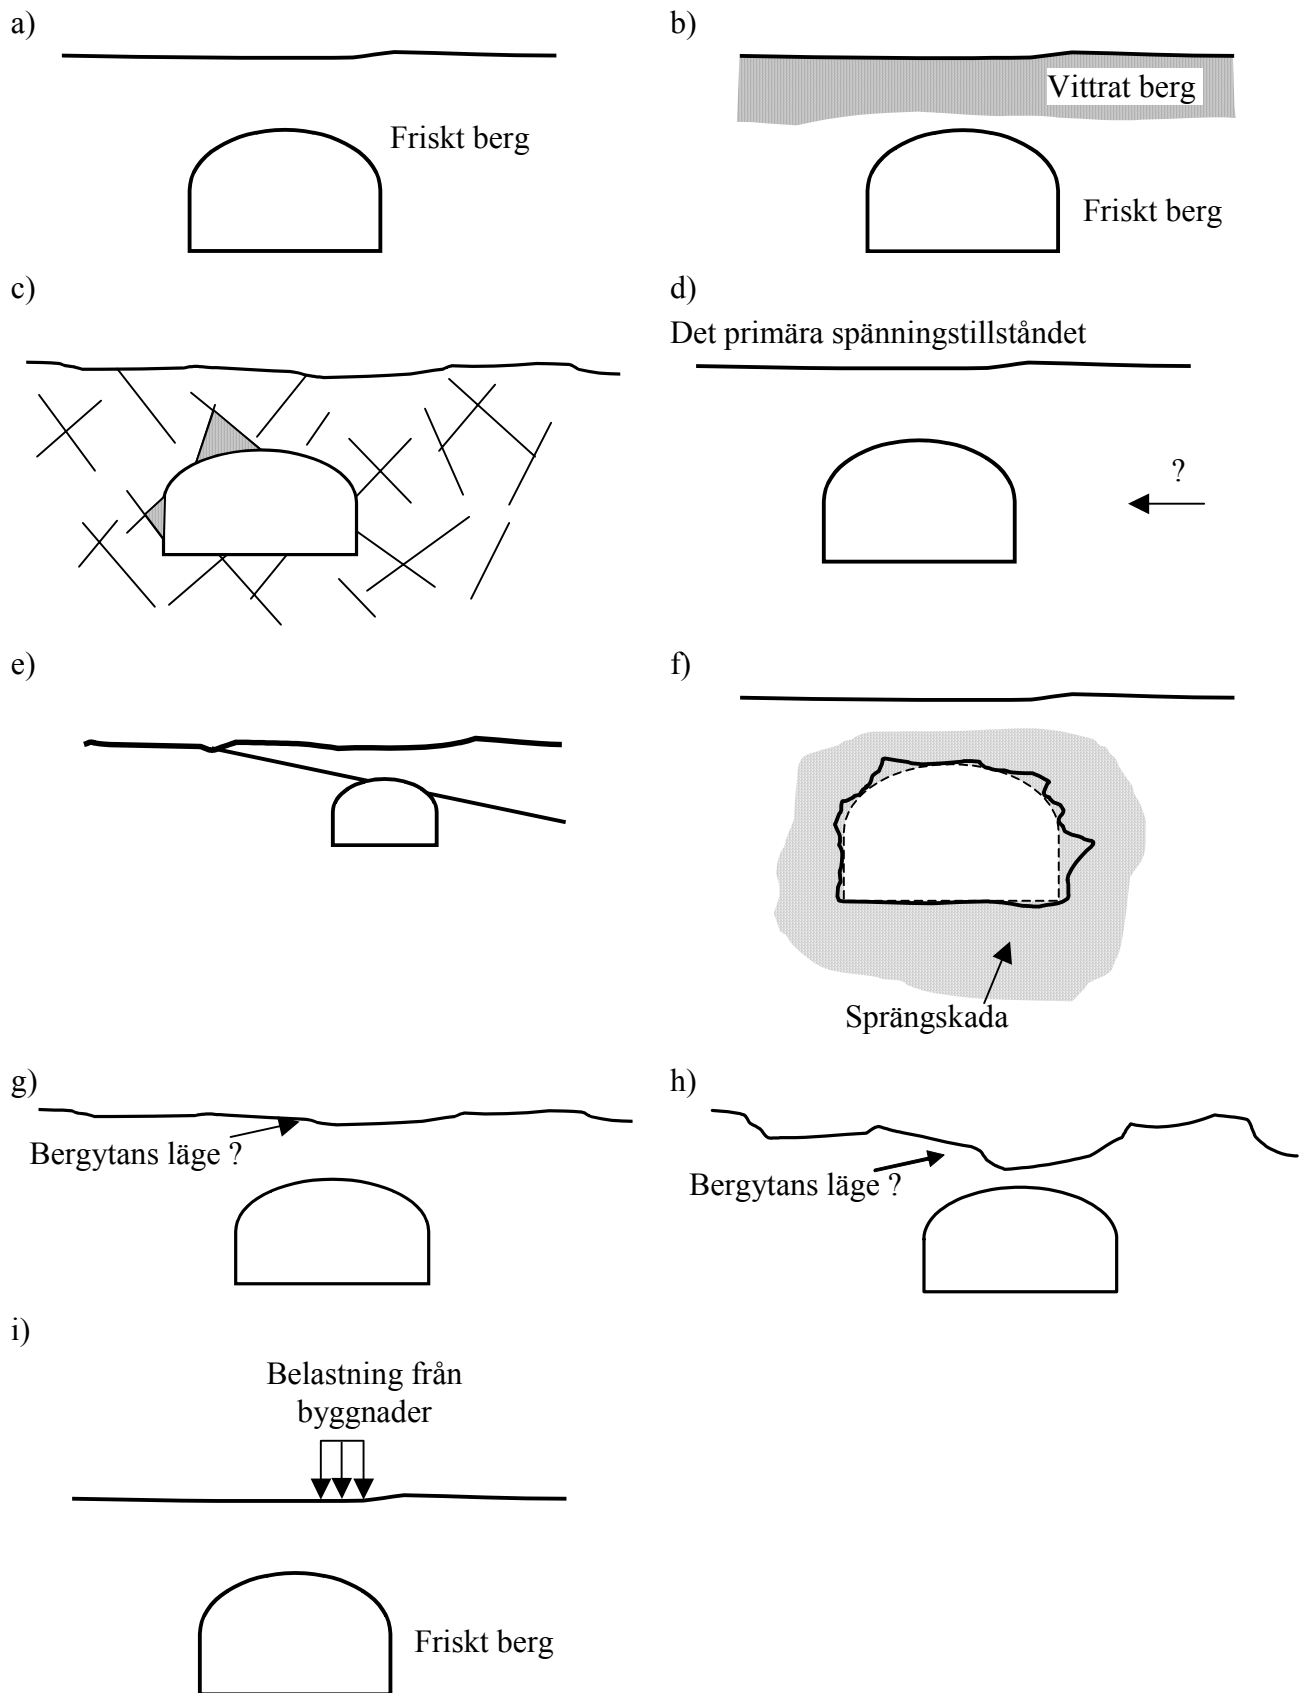 a)
b)
Vittrat berg
Friskt berg
Friskt berg
c)
d)
Det primära spänningstillståndet
?
e)
f)
Sprängskada
g)
h)
Bergytans läge ?
Bergytans läge ?
i)
Belastning från
byggnader
Friskt berg